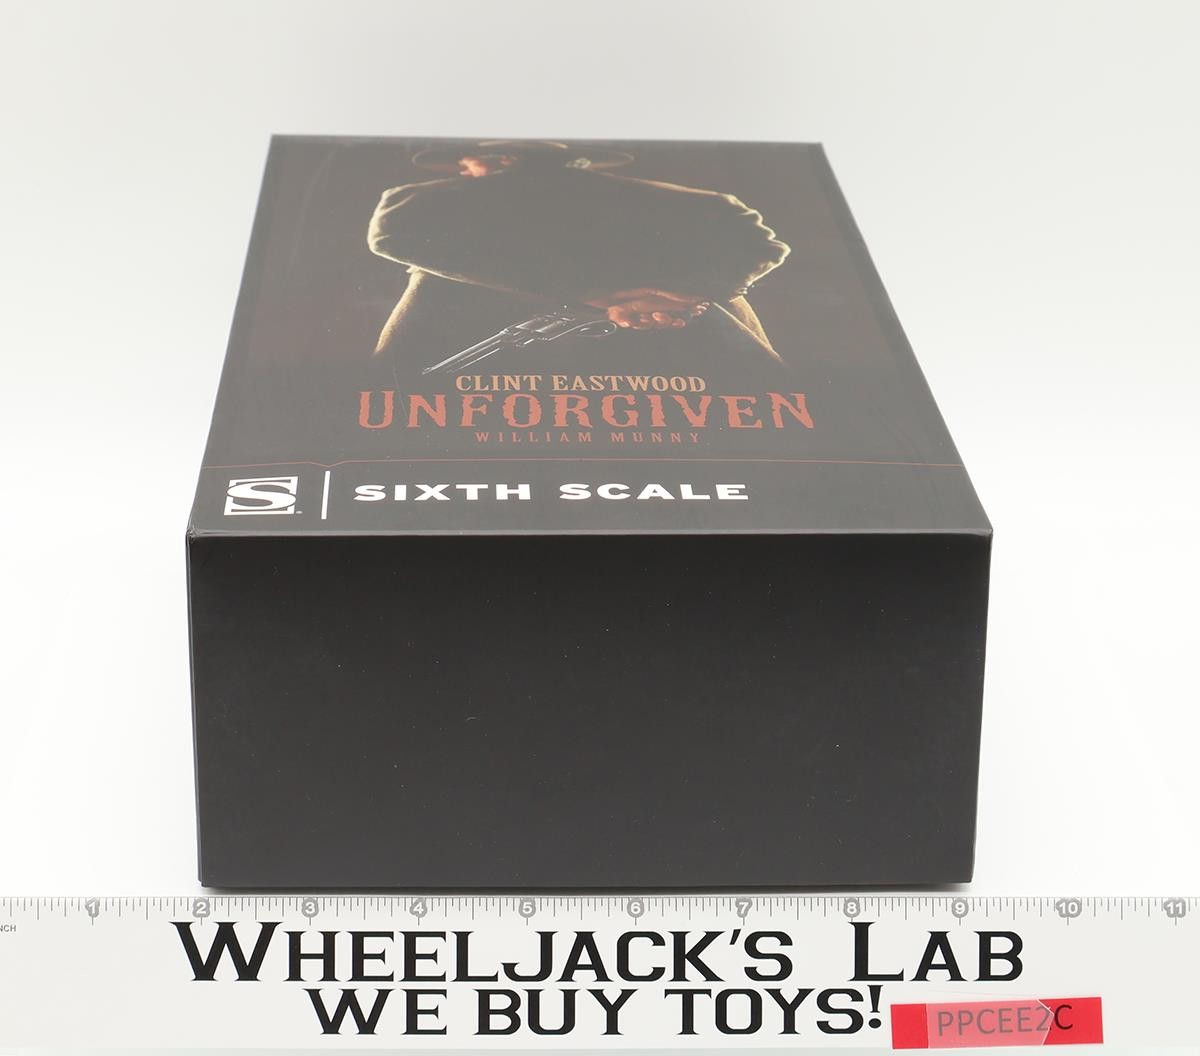 CLINT EASTWOOD
UNFORGIVEN
WILLIAM MUNNY
S | SIXTH SCALE
1 2 3 4 5 6 7 8 9 10 11
NCH
WHEELJACK'S LAB
WE BUY TOYS!
PPCEE2C